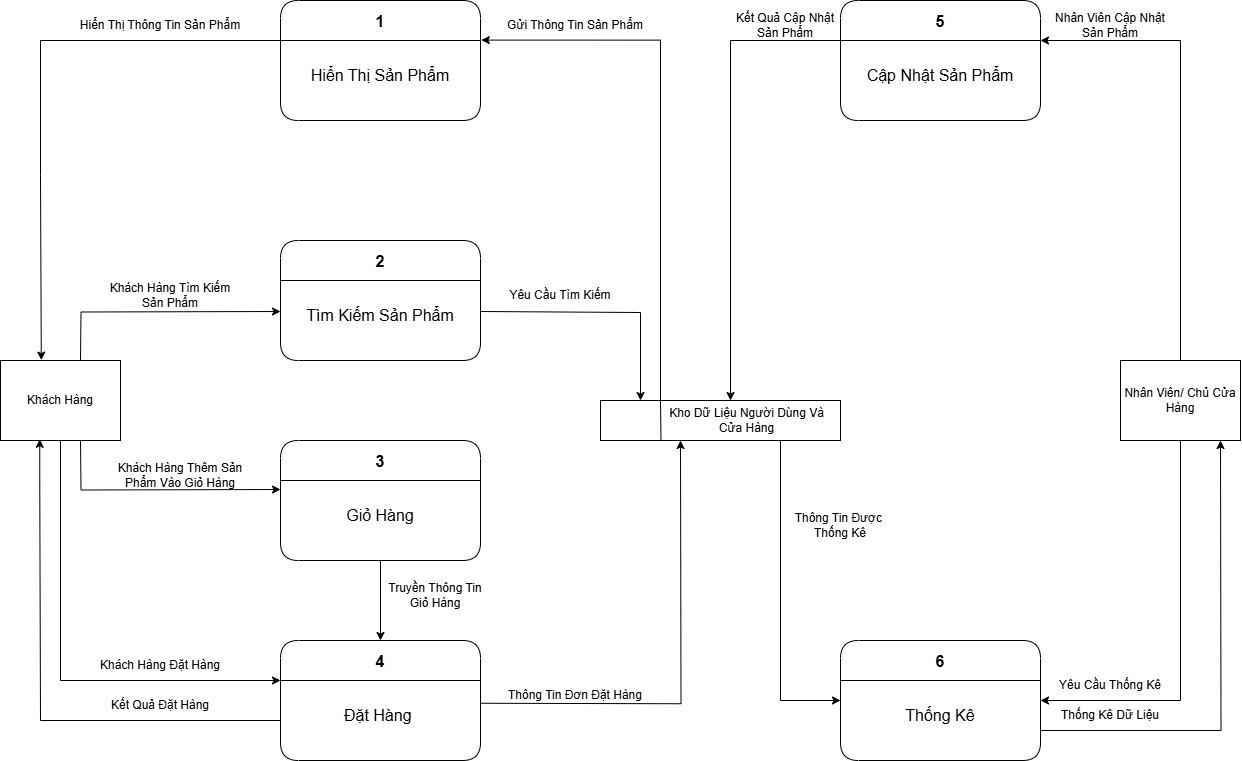 Hiển Thị Thông Tin Sản Phẩm
1
Hiển Thị Sản Phẩm
Gửi Thông Tin Sản Phẩm
Kết Quả Cập Nhật
Sản Phẩm
5
Cập Nhật Sản Phẩm
Nhân Viên Cập Nhật
Sản Phẩm
Khách Hàng Tìm Kiếm
Sản Phẩm
2
Tìm Kiếm Sản Phẩm
Yêu Cầu Tìm Kiếm
Khách Hàng
Kho Dữ Liệu Người Dùng Và
Cửa Hàng
Nhân Viên/ Chủ Cửa
Hàng
Khách Hàng Thêm Sản
Phẩm Vào Giỏ Hàng
3
Giỏ Hàng
Thông Tin Được
Thống Kê
Truyền Thông Tin
Giỏ Hàng
Khách Hàng Đặt Hàng
Kết Quả Đặt Hàng
4
Đặt Hàng
Thông Tin Đơn Đặt Hàng
6
Thống Kê
Yêu Cầu Thống Kê
Thống Kê Dữ Liệu